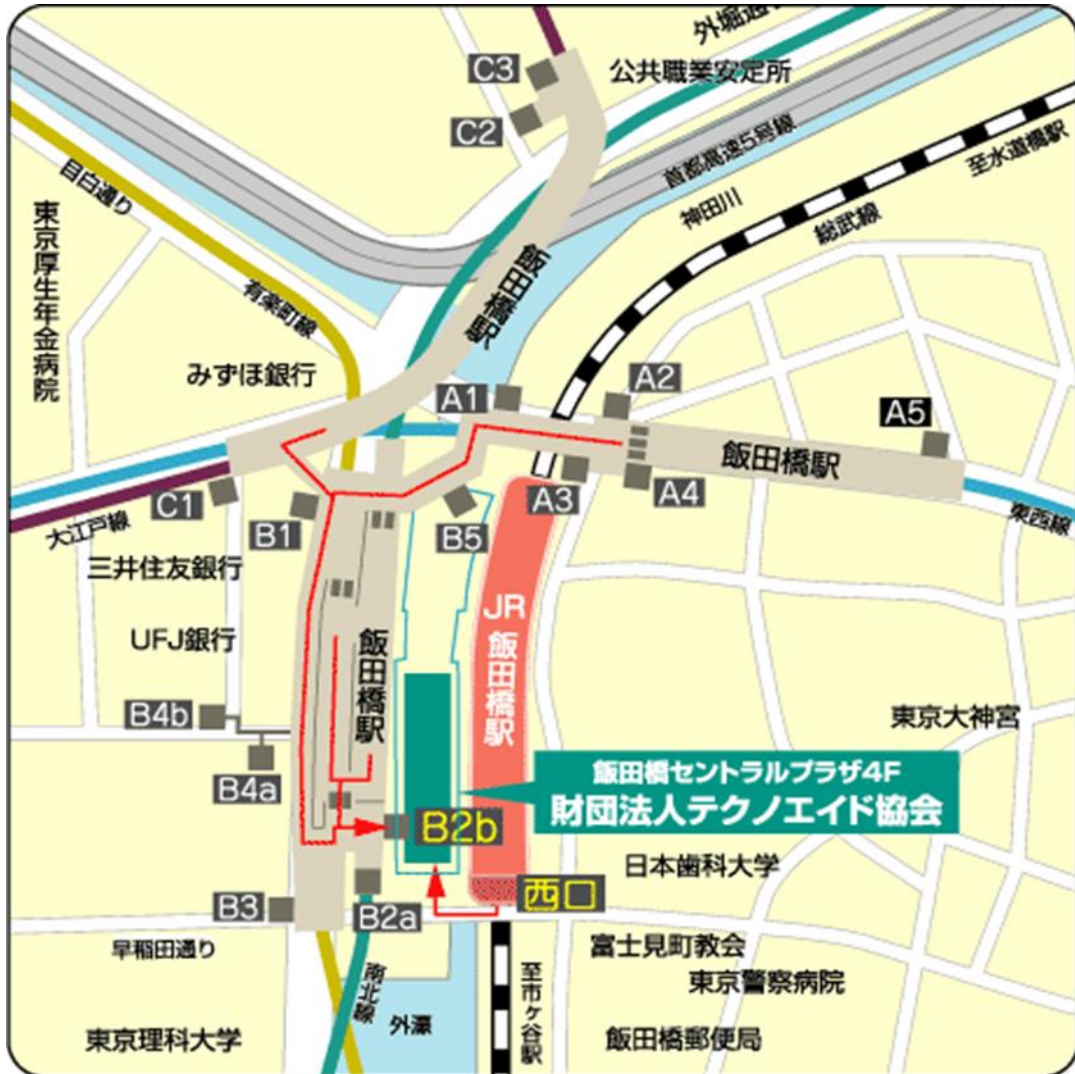 外堀通り
C3
公共職業安定所
C2
首都高速5号線
至水道橋駅
目白通り
神田川
総武線
東京厚生年金病院
飯田橋駅
有楽町線
みずほ銀行
A1
A2
A5
飯田橋駅
C1
A3
A4
大江戸線
B1
B5
東西線
三井住友銀行
JR
飯田橋駅
UFJ銀行
飯田橋駅
B4b
東京大神宮
B4a
飯田橋セントラルプラザ4F
財団法人テクノエイド協会
B2b
日本歯科大学
西口
B3
B2a
早稲田通り
富士見町教会
南北線
至市ヶ谷駅
東京警察病院
外濠
東京理科大学
飯田橋郵便局